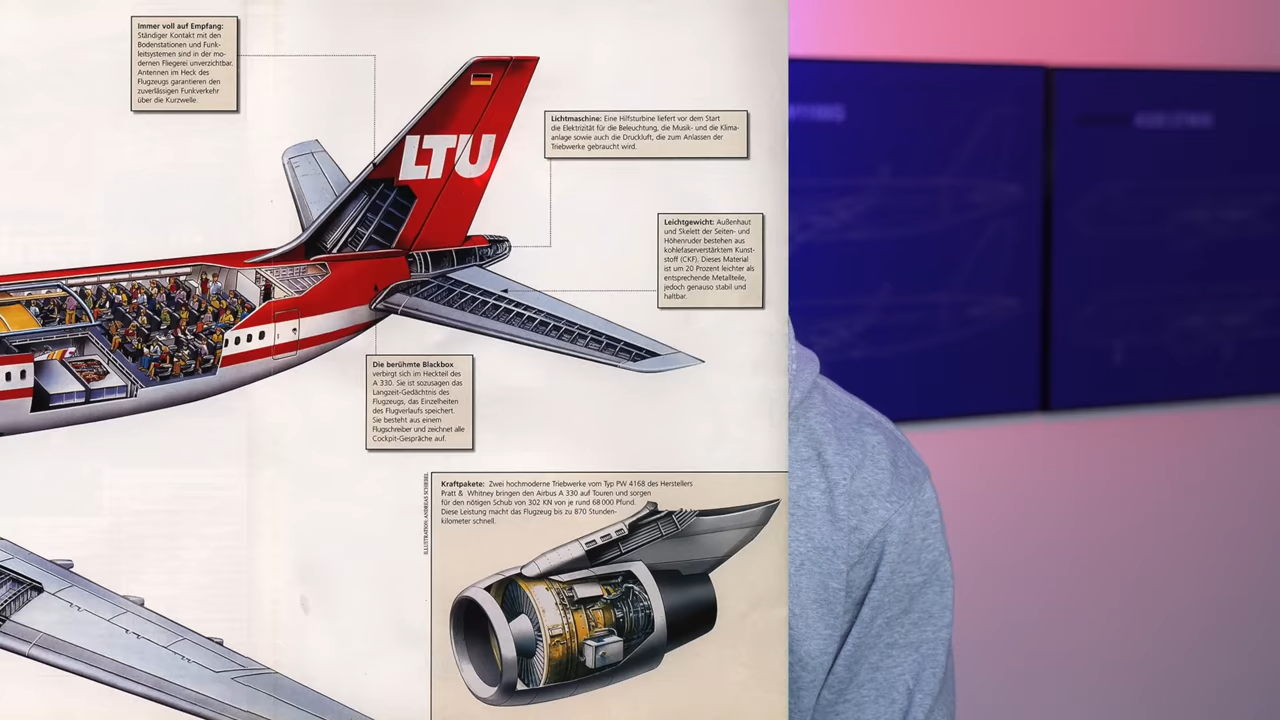 Immer voll auf Empfang:
Ständiger Kontakt mit den
Bodenstationen und Funk-
leitsystemen sind in der mo-
dernen Fliegerei unverzichtbar.
Antennen im Heck des
Flugzeugs garantieren den
zuverlässigen Funkverkehr
über die Kurzwelle.
LTU
Lichtmaschine: Eine Hilfsturbine liefert vor dem Start
die Elektrizität für die Beleuchtung, die Musik- und die Klima-
anlage sowie auch die Druckluft, die zum Anlassen der
Triebwerke gebraucht wird.
Leichtgewicht: Außenhaut
und Skelett der Seiten- und
Höhenruder bestehen aus
kohlefaserverstärktem Kunst-
stoff (CKF). Dieses Material
ist um 20 Prozent leichter als
entsprechende Metallteile,
jedoch genauso stabil und
haltbar.
Die berühmte Blackbox
verbirgt sich im Heckteil des
A 330. Sie ist sozusagen das
Langzeit-Gedächtnis des
Flugzeugs, das Einzelheiten
des Flugverlaufs speichert.
Sie besteht aus einem
Flugschreiber und zeichnet alle
Cockpit-Gespräche auf.
ILLUSTRATION: ANDREAS SCHIEBEL
Kraftpakete: Zwei hochmoderne Triebwerke vom Typ PW 4168 des Herstellers
Pratt & Whitney bringen den Airbus A 330 auf Touren und sorgen
für den nötigen Schub von 302 KN von je rund 68 000 Pfund.
Diese Leistung macht das Flugzeug bis zu 870 Stunden-
kilometer schnell.